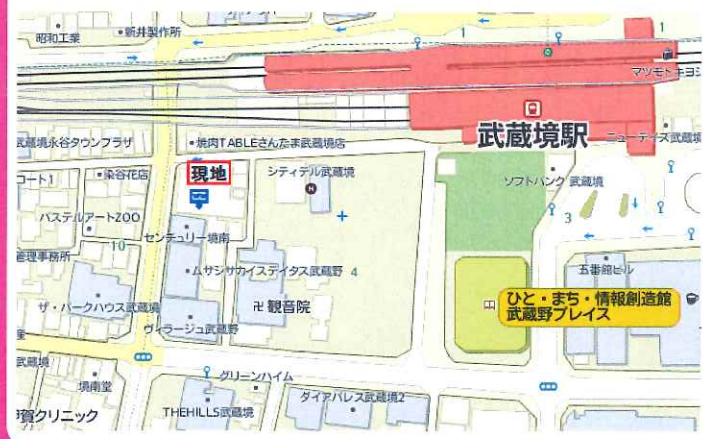 昭和工業
新井製作所
1
1
マツモトキヨシ
武蔵境駅
武蔵境永谷タウンプラザ
焼肉TABLEさんたま武蔵境店
ニューデイズ武蔵境
コート1
染谷花店
現地
シティテル武蔵境
ソフトバンク 武蔵境
パステルアートZOO
3
10
センチュリー境南
管理事務所
ムサシサカイステイタス武蔵野
4
五番館ビル
ザ・パークハウス武蔵境
卍 観音院
ひと・まち・情報創造館
武蔵野プレイス
ヴィラージュ武蔵野
武蔵境
境南堂
グリーンハイム
クリニック
THEHILLS武蔵境
ダイアパレス武蔵境2